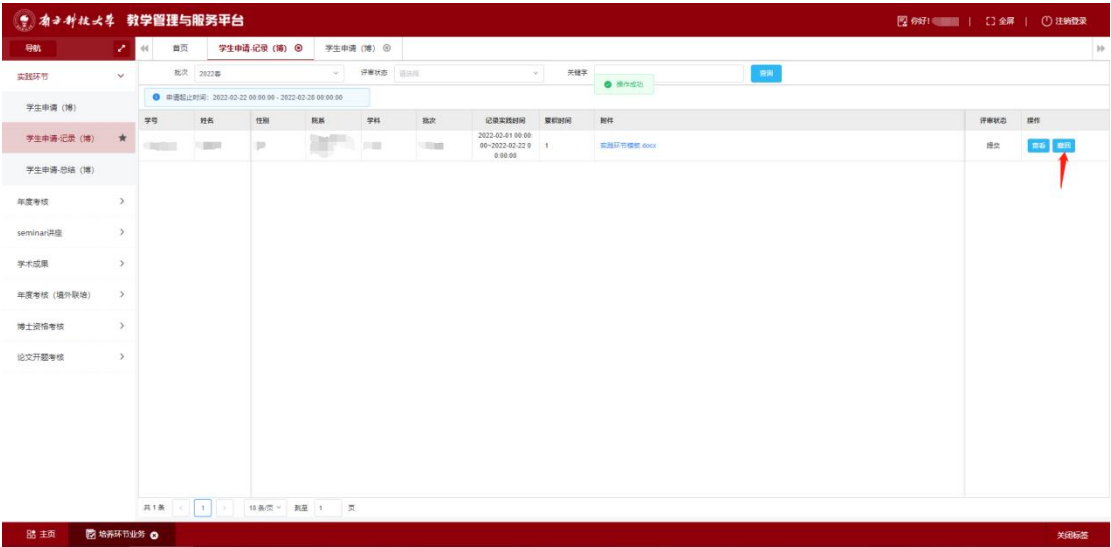 南方科技大学 教学管理与服务平台
你好!
全屏
注销登录
导航
首页
学生申请-记录（博）
学生申请（博）
实践环节
学生申请（博）
学生申请-记录（博）
学生申请-总结（博）
年度考核
seminar讲座
学术成果
年度考核（境外联培）
博士资格考核
论文开题考核
批次 2022春
评审状态 请选择
关键字
查询
操作成功
申请起止时间：2022-02-22 00:00:00 - 2022-02-28 00:00:00
学号 姓名 性别 院系 学科 批次 记录实践时间 累积时间 附件 评审状态 操作
2022-02-01 00:00:
00~2022-02-22 0
0:00:00
1
实践环节模板.docx
提交
查看
撤回
共 1 条
1
10 条/页
跳至 1 页
主页
培养环节业务
关闭标签